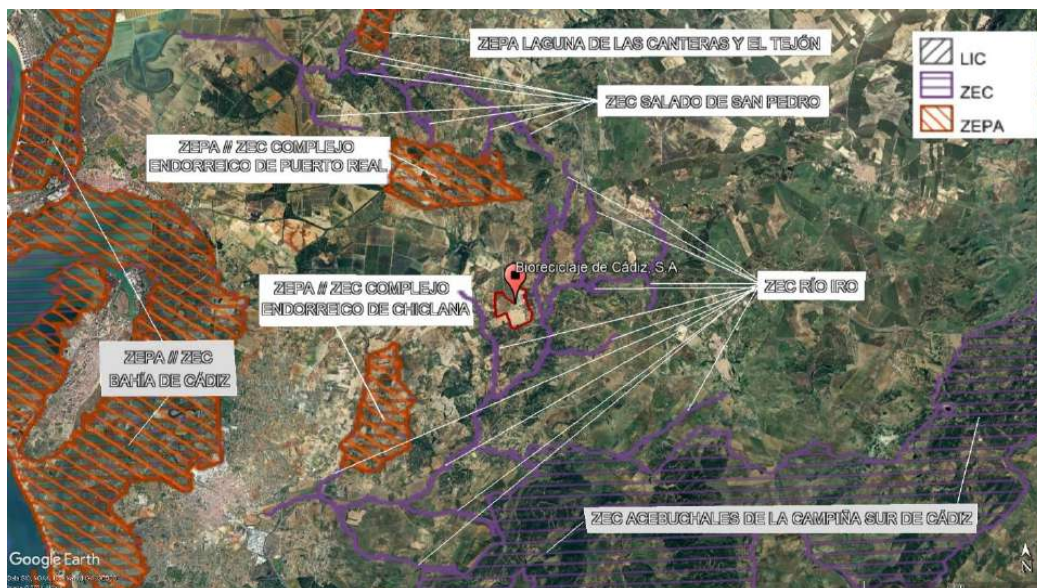 ZEPA LAGUNA DE LAS CANTERAS Y EL TEJÓN
LIC
ZEC
ZEPA
ZEC SALADO DE SAN PEDRO
ZEPA // ZEC COMPLEJO
ENDORREICO DE PUERTO REAL
Bioreciclaje de Cádiz, S.A
ZEPA // ZEC COMPLEJO
ENDORREICO DE CHICLANA
ZEC RÍO IRO
ZEPA // ZEC
BAHÍA DE CÁDIZ
ZEC ACEBUCHALES DE LA CAMPIÑA SUR DE CÁDIZ
Google Earth
N